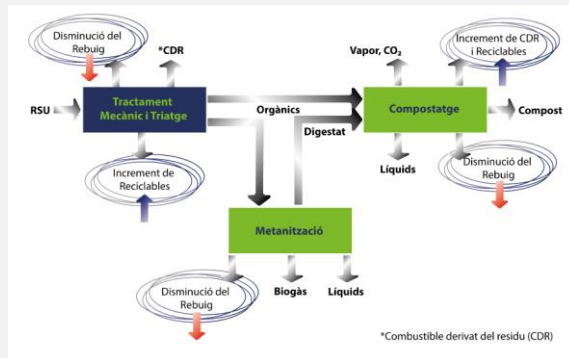 Disminució del
Rebuig
*CDR
RSU
Tractament
Mecànic i Triatge
Increment de
Reciclables
Orgànics
Digestat
Vapor, CO₂
Increment de CDR
i Reciclables
Compostatge
Compost
Líquids
Disminució del
Rebuig
Metanització
Disminució del
Rebuig
Biogàs
Líquids
*Combustible derivat del residu (CDR)